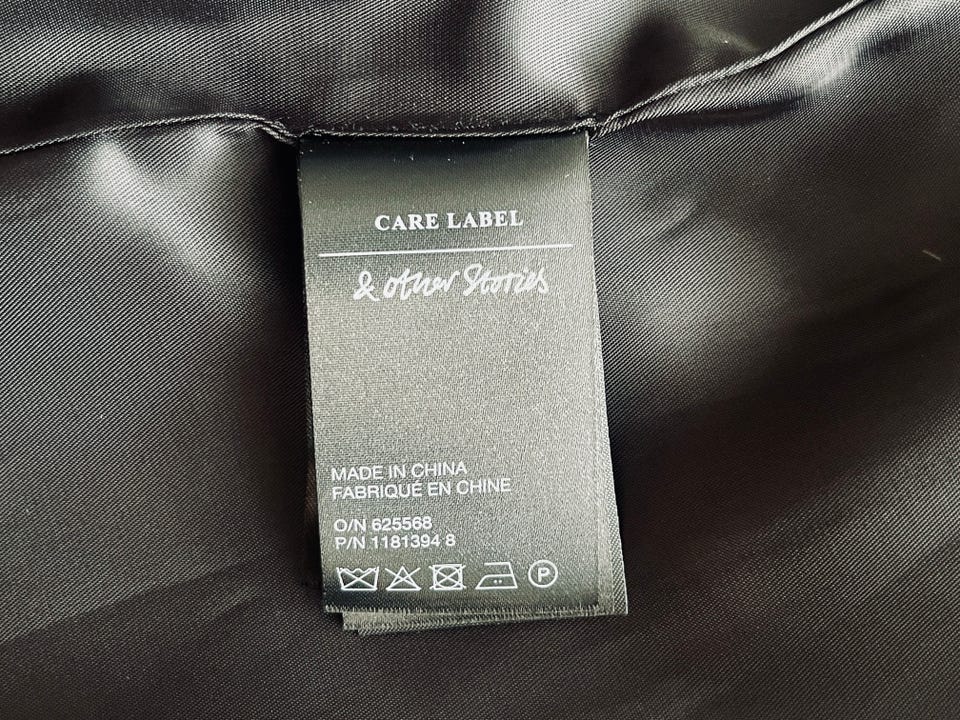 CARE LABEL
& other Stories
MADE IN CHINA
FABRIQUÉ EN CHINE
O/N 625568
P/N 1181394 8
P